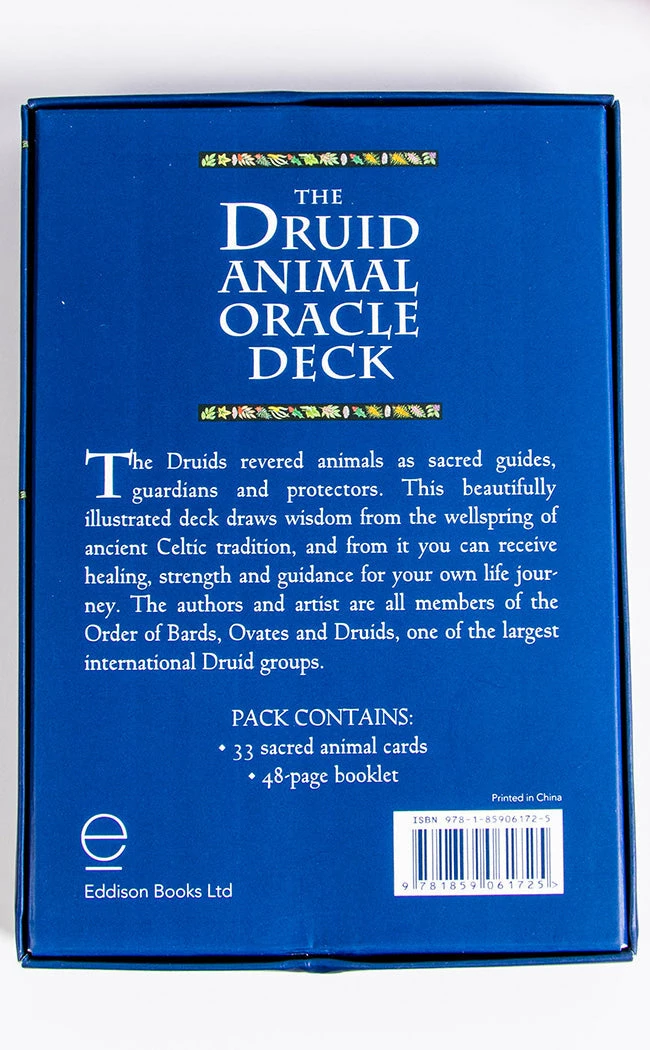 THE
DRUID
ANIMAL
ORACLE
DECK
The Druids revered animals as sacred guides,
guardians and protectors. This beautifully
illustrated deck draws wisdom from the wellspring of
ancient Celtic tradition, and from it you can receive
healing, strength and guidance for your own life jour-
ney. The authors and artist are all members of the
Order of Bards, Ovates and Druids, one of the largest
international Druid groups.
PACK CONTAINS:
• 33 sacred animal cards
• 48-page booklet
Printed in China
ISBN 978-1-85906172-5
9 781859 061725 >
e
Eddison Books Ltd